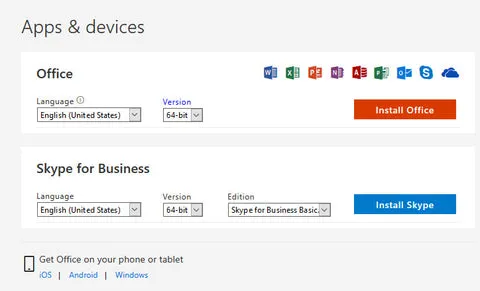 Apps & devices
Office
Language
Version
English (United States)
64-bit
Install Office
Skype for Business
Language
Version
Edition
English (United States)
64-bit
Skype for Business Basic.
Install Skype
Get Office on your phone or tablet
iOS | Android | Windows